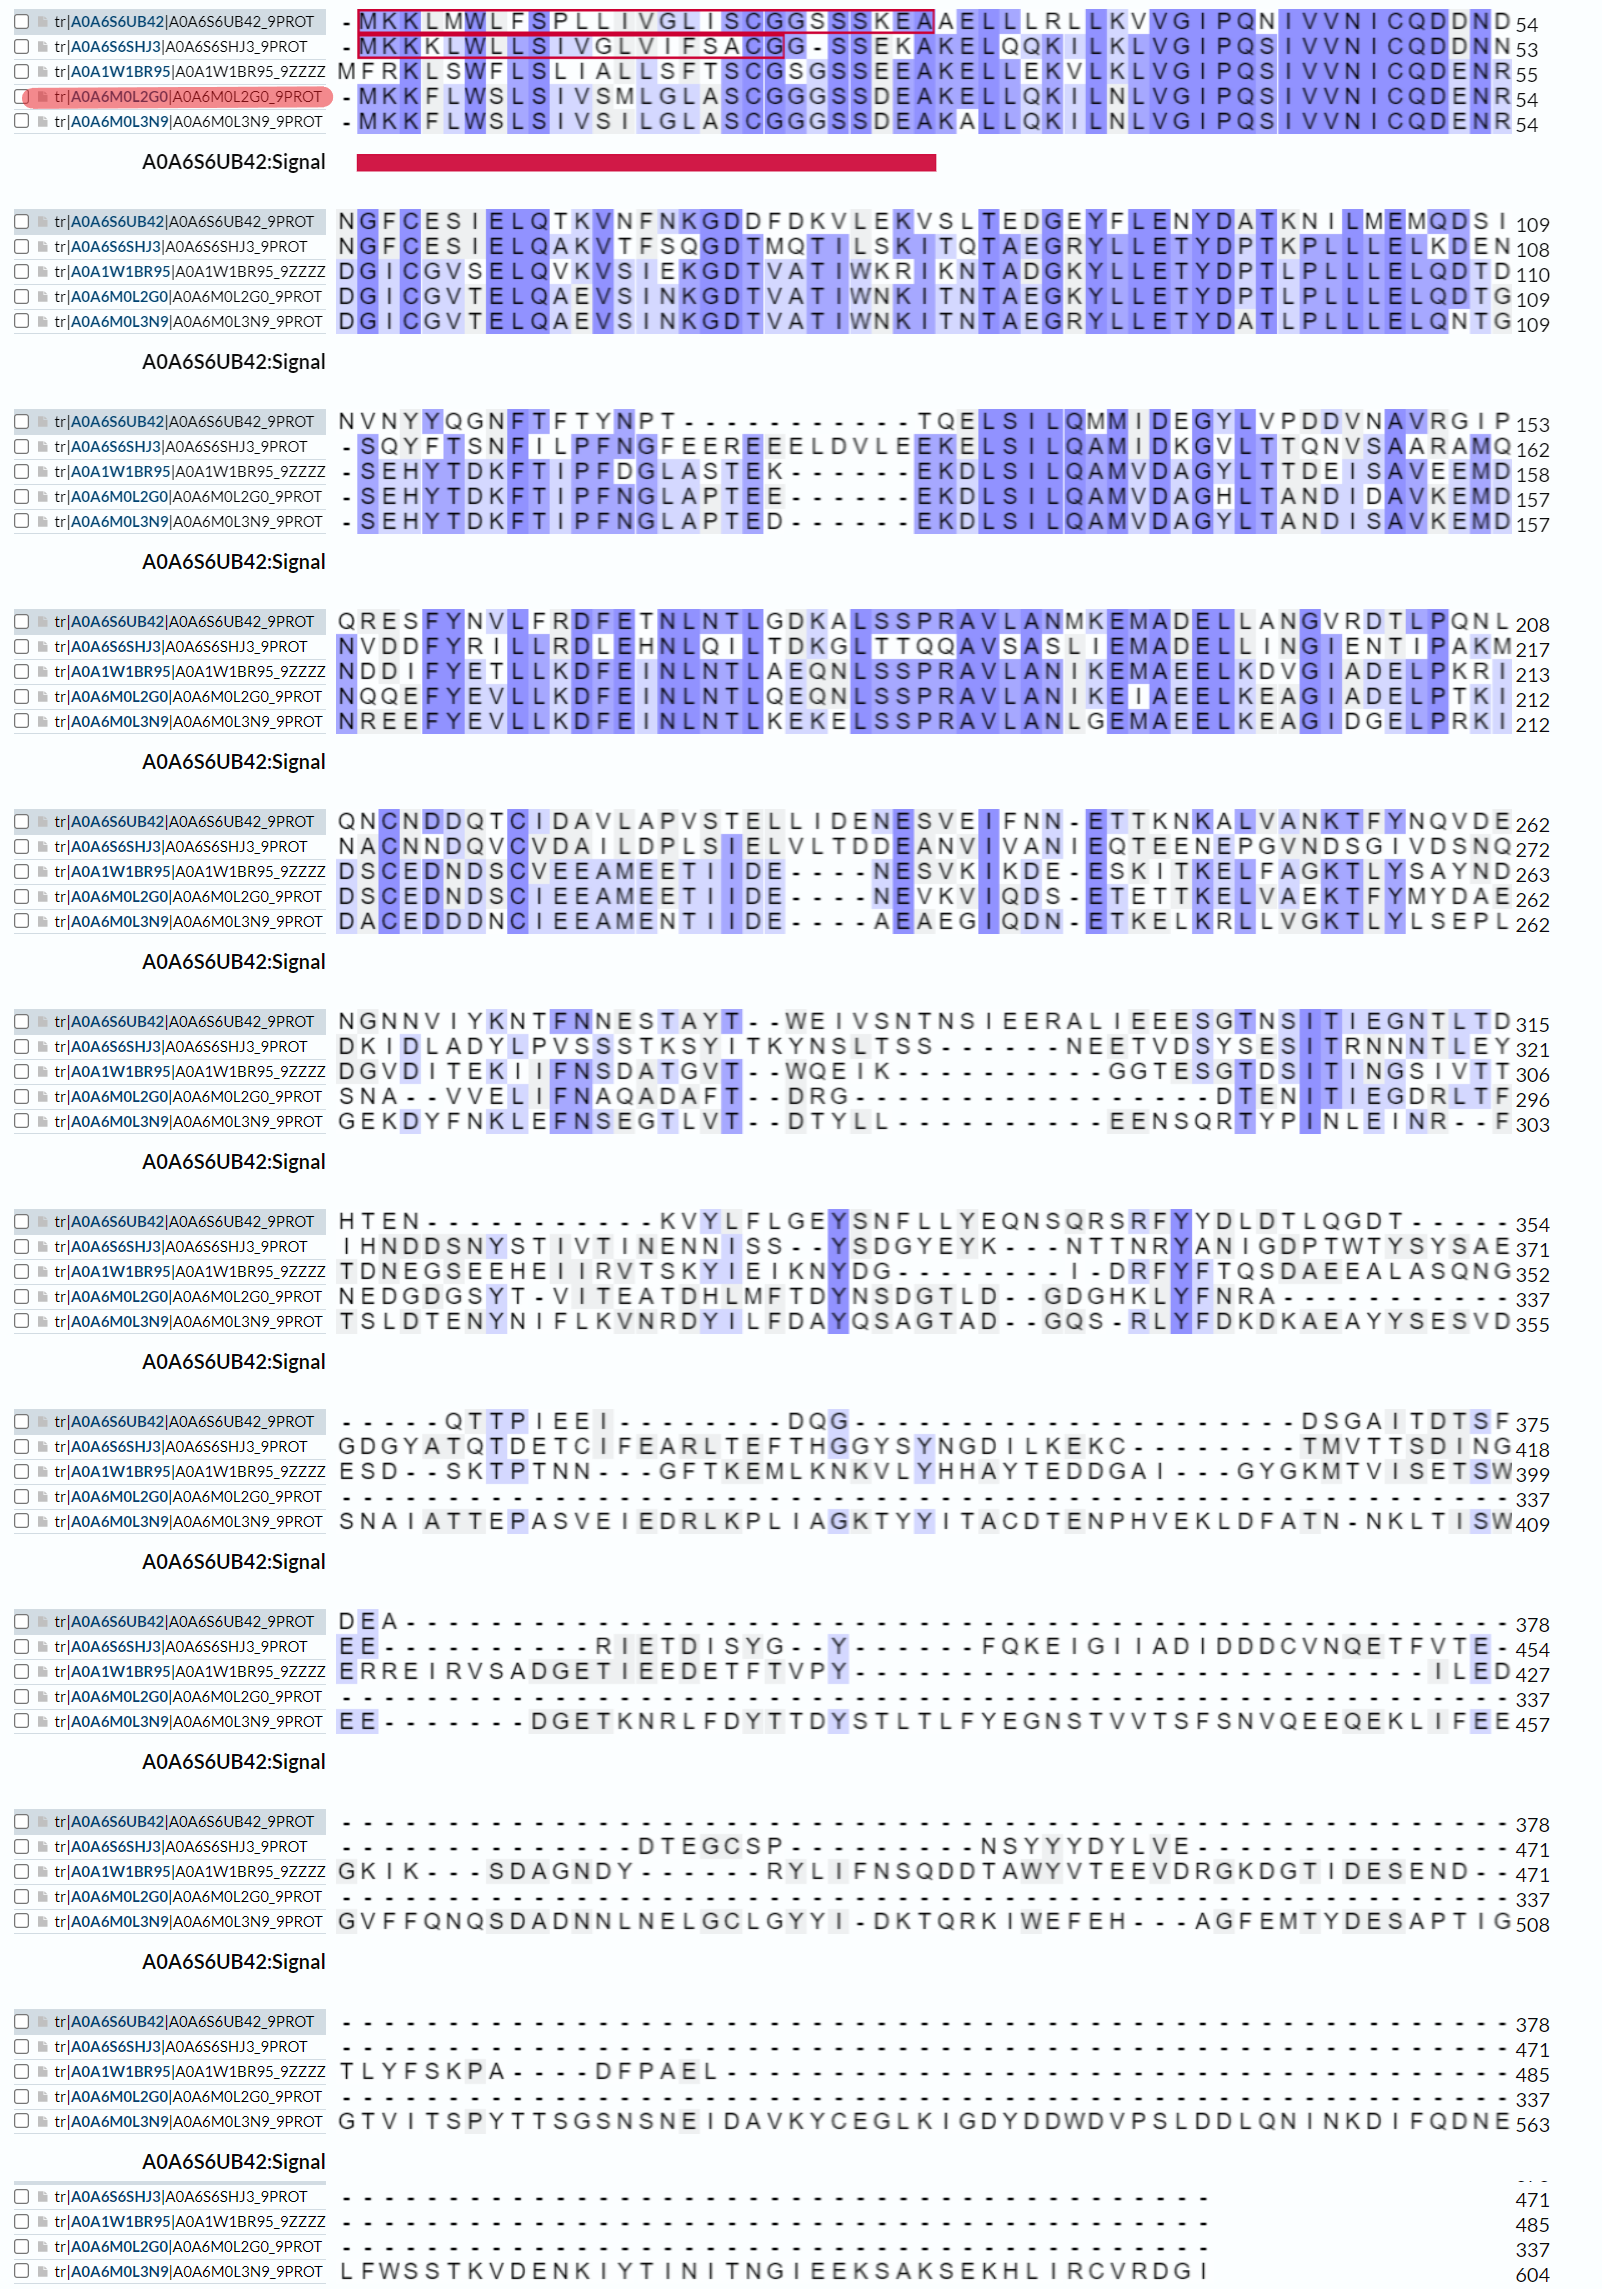 tr|A0A6S6UB42|A0A6S6UB42_9PROT -MKKLMWLFSPLLIVGLISCGGSSSKEAAELLLRLLKVVGIPQNIVVNICQDDND 54
tr|A0A6S6SHJ3|A0A6S6SHJ3_9PROT -MKKKLWLLSIVGLVIFSACGG-SSEKAKELQQKILKLVGIPQSIVVNICQDDNN 53
tr|A0A1W1BR95|A0A1W1BR95_9ZZZZ MFRKLSWFLSLIALLSFTSCGSGSSEEAKELLEKVLKLVGIPQSIVVNICQDENR 55
tr|A0A6M0L2G0|A0A6M0L2G0_9PROT -MKKFLWSLSIVSMLGLASCGGGSSDEAKELLQKILNLVGIPQSIVVNICQDENR 54
tr|A0A6M0L3N9|A0A6M0L3N9_9PROT -MKKFLWSLSIVSILGLASCGGGSSDEAKALLQKILNLVGIPQSIVVNICQDENR 54
A0A6S6UB42:Signal
tr|A0A6S6UB42|A0A6S6UB42_9PROT NGFCESIELQTKVNFNKGDDFDKVLEKVSLTEDGEYFLENYDATKNILMEMQDSI 109
tr|A0A6S6SHJ3|A0A6S6SHJ3_9PROT NGFCESIELQAKVTFSQGDTMQTILSKITQTAEGRYLLETYDPTKPLLLELKDEN 108
tr|A0A1W1BR95|A0A1W1BR95_9ZZZZ DGICGVSELQVKVSIEKGDTVATIWKRIKNTADGKYLLETYDPTLPLLLELQDTD 110
tr|A0A6M0L2G0|A0A6M0L2G0_9PROT DGICGVTELQAEVSINKGDTVATIWNKITNTAEGKYLLETYDPTLPLLLELQDTG 109
tr|A0A6M0L3N9|A0A6M0L3N9_9PROT DGICGVTELQAEVSINKGDTVATIWNKITNTAEGRYLLETYDATLPLLLELQNTG 109
A0A6S6UB42:Signal
tr|A0A6S6UB42|A0A6S6UB42_9PROT NVNYYQGNFTFTYNPT-----------TQELSILQMMIDEGYLVPDDVNAVRGIP 153
tr|A0A6S6SHJ3|A0A6S6SHJ3_9PROT -SQYFTSNFILPFNGFEEREEEELDVLEEKELSILQAMIDKGVLTTQNVSAARAMQ 162
tr|A0A1W1BR95|A0A1W1BR95_9ZZZZ -SEHYTDKFTIPFDGLASTEK------EKDLSILQAMVDAGYLTTDEISAVEEMD 158
tr|A0A6M0L2G0|A0A6M0L2G0_9PROT -SEHYTDKFTIPFNGLAPTEE------EKDLSILQAMVDAGHLTANDIDAVKEMD 157
tr|A0A6M0L3N9|A0A6M0L3N9_9PROT -SEHYTDKFTIPFNGLAPTED------EKDLSILQAMVDAGYLTANDISAVKEMD 157
A0A6S6UB42:Signal
tr|A0A6S6UB42|A0A6S6UB42_9PROT QRESFYNVLFRDFETNLNTLGDKALSSPRAVLANMKEMADELLANGVRDTLPQNL 208
tr|A0A6S6SHJ3|A0A6S6SHJ3_9PROT NVDDFYRILLRDLEHNLQILTDKGLTTQQAVSASLIEMADELLINGIENTIPAKM 217
tr|A0A1W1BR95|A0A1W1BR95_9ZZZZ NDDIFYETLLKDFEINLNTLAEQNLSSPRAVLANIKEMAEELKDVGIADELPKRI 213
tr|A0A6M0L2G0|A0A6M0L2G0_9PROT NQQEFYEVLLKDFEINLNTLQEQNLSSPRAVLANIKEIAEELKEAGIADELPTKI 212
tr|A0A6M0L3N9|A0A6M0L3N9_9PROT NREEFYEVLLKDFEINLNTLKEKELSSPRAVLANLGEMAEELKEAGIDGELPRKI 212
A0A6S6UB42:Signal
tr|A0A6S6UB42|A0A6S6UB42_9PROT QNCNDDQTCIDAVLAPVSTELLIDENESVEIFNN-ETTKNKALVANKTFYNQVDE 262
tr|A0A6S6SHJ3|A0A6S6SHJ3_9PROT NACNNDQVCVDAILDPLSIELVLTDDEANVIVANIEQTEENEPGVNDSGIVDSNQ 272
tr|A0A1W1BR95|A0A1W1BR95_9ZZZZ DSCEDNDSCVEEAMEETIIDE----NESVKIKDE-ESKITKELFAGKTLYSAYND 263
tr|A0A6M0L2G0|A0A6M0L2G0_9PROT DSCEDNDSCIEEAMEETIIDE----NEVKVIQDS-ETETTKELVAEKTFYMYDAE 262
tr|A0A6M0L3N9|A0A6M0L3N9_9PROT DACEDDDNCIEEAMENTIIDE----AEAEGIQDN-ETKELKRLLVGKTLYLSEPL 262
A0A6S6UB42:Signal
tr|A0A6S6UB42|A0A6S6UB42_9PROT NGNNVIYKNTFNNESTAYT--WEIVSNTNSIEERALIEEESGTNSITIEGNTLTD 315
tr|A0A6S6SHJ3|A0A6S6SHJ3_9PROT DKIDLADYLPVSSSTKSYITKYNSLTSS------NEETVDSYSESITRNNNTLEY 321
tr|A0A1W1BR95|A0A1W1BR95_9ZZZZ DGVDITEKIIFNSDATGVT--WQEIK----------GGTESGTDSITINGSIVTT 306
tr|A0A6M0L2G0|A0A6M0L2G0_9PROT SNA--VVELIFNAQADAFT--DRG-----------------DTENITIEGDRLTF 296
tr|A0A6M0L3N9|A0A6M0L3N9_9PROT GEKDYFNKLEFNSEGTLVT--DTYLL----------EENSQRTYPINLEINR--F 303
A0A6S6UB42:Signal
tr|A0A6S6UB42|A0A6S6UB42_9PROT HTEN-----------KVYLFLGEYSNFLLYEQNSQRSRFYYDLDTLQGDT----- 354
tr|A0A6S6SHJ3|A0A6S6SHJ3_9PROT IHNDDSNYSTIVTINENNISS--YSDGYEYK---NTTNRYANIGDPTWTYSYSAE 371
tr|A0A1W1BR95|A0A1W1BR95_9ZZZZ TDNEGSEEHEIIRVTSKYIEIKNYDG--------I-DRFYFTQSDAEEALASQNG 352
tr|A0A6M0L2G0|A0A6M0L2G0_9PROT NEDGDGSYT-VITEATDHLMFTDYNSDGTLD--GDGHKLYFNRA----------- 337
tr|A0A6M0L3N9|A0A6M0L3N9_9PROT TSLDTENYNIFLKVNRDYILFDAYQSAGTAD--GQS-RLYFDKDKAEAYYSESVD 355
A0A6S6UB42:Signal
tr|A0A6S6UB42|A0A6S6UB42_9PROT -----QTTPIEEI--------DQG---------------------DSGAITDTSF 375
tr|A0A6S6SHJ3|A0A6S6SHJ3_9PROT GDGYATQTDETCIFEARLTEFTHGGYSYNGDILKEKC--------TMVTTSDING 418
tr|A0A1W1BR95|A0A1W1BR95_9ZZZZ ESD--SKTPTNN---GFTKEMLKNKVLYHHAYTEDDGAI---GYGKMTVISETSW 399
tr|A0A6M0L2G0|A0A6M0L2G0_9PROT ------------------------------------------------------- 337
tr|A0A6M0L3N9|A0A6M0L3N9_9PROT SNAIATTEPASVEIEDRLKPLIAGKTYYITACDTENPHVEKLDFATN-NKLTISW 409
A0A6S6UB42:Signal
tr|A0A6S6UB42|A0A6S6UB42_9PROT DEA---------------------------------------------------- 378
tr|A0A6S6SHJ3|A0A6S6SHJ3_9PROT EE----------RIETDISYG--Y------FQKEIGIIADIDDDCVNQETFVTE- 454
tr|A0A1W1BR95|A0A1W1BR95_9ZZZZ ERREIRVSADGETIEEDETFTVPY---------------------------ILED 427
tr|A0A6M0L2G0|A0A6M0L2G0_9PROT ------------------------------------------------------- 337
tr|A0A6M0L3N9|A0A6M0L3N9_9PROT EE-------DGETKNRLFDYTTDYSTLTLFYEGNSTVVTSFSNVQEEQEKLIFEE 457
A0A6S6UB42:Signal
tr|A0A6S6UB42|A0A6S6UB42_9PROT ------------------------------------------------------- 378
tr|A0A6S6SHJ3|A0A6S6SHJ3_9PROT --------------DTEGCSP---------NSYYYDYLVE--------------- 471
tr|A0A1W1BR95|A0A1W1BR95_9ZZZZ GKIK---SDAGNDY------RYLIFNSQDDTAWYVTEEVDRGKDGTIDESEND-- 471
tr|A0A6M0L2G0|A0A6M0L2G0_9PROT ------------------------------------------------------- 337
tr|A0A6M0L3N9|A0A6M0L3N9_9PROT GVFFQNQSDADNNLNELGCLGYYI-DKTQRKIWEFEH---AGFEMTYDESAPTIG 508
A0A6S6UB42:Signal
tr|A0A6S6UB42|A0A6S6UB42_9PROT ------------------------------------------------------- 378
tr|A0A6S6SHJ3|A0A6S6SHJ3_9PROT ------------------------------------------------------- 471
tr|A0A1W1BR95|A0A1W1BR95_9ZZZZ TLYFSKPA----DFPAEL------------------------------------- 485
tr|A0A6M0L2G0|A0A6M0L2G0_9PROT ------------------------------------------------------- 337
tr|A0A6M0L3N9|A0A6M0L3N9_9PROT GTVITSPYTTSGSNSNEIDAVKYCEGLKIGDYDDWDVPSLDDLQNINKDIFQDNE 563
A0A6S6UB42:Signal
tr|A0A6S6SHJ3|A0A6S6SHJ3_9PROT ----------------------------------------- 471
tr|A0A1W1BR95|A0A1W1BR95_9ZZZZ ----------------------------------------- 485
tr|A0A6M0L2G0|A0A6M0L2G0_9PROT ----------------------------------------- 337
tr|A0A6M0L3N9|A0A6M0L3N9_9PROT LFWSSTKVDENKIYTINITNGIEEKSAKSEKHLIRCVRDGI 604